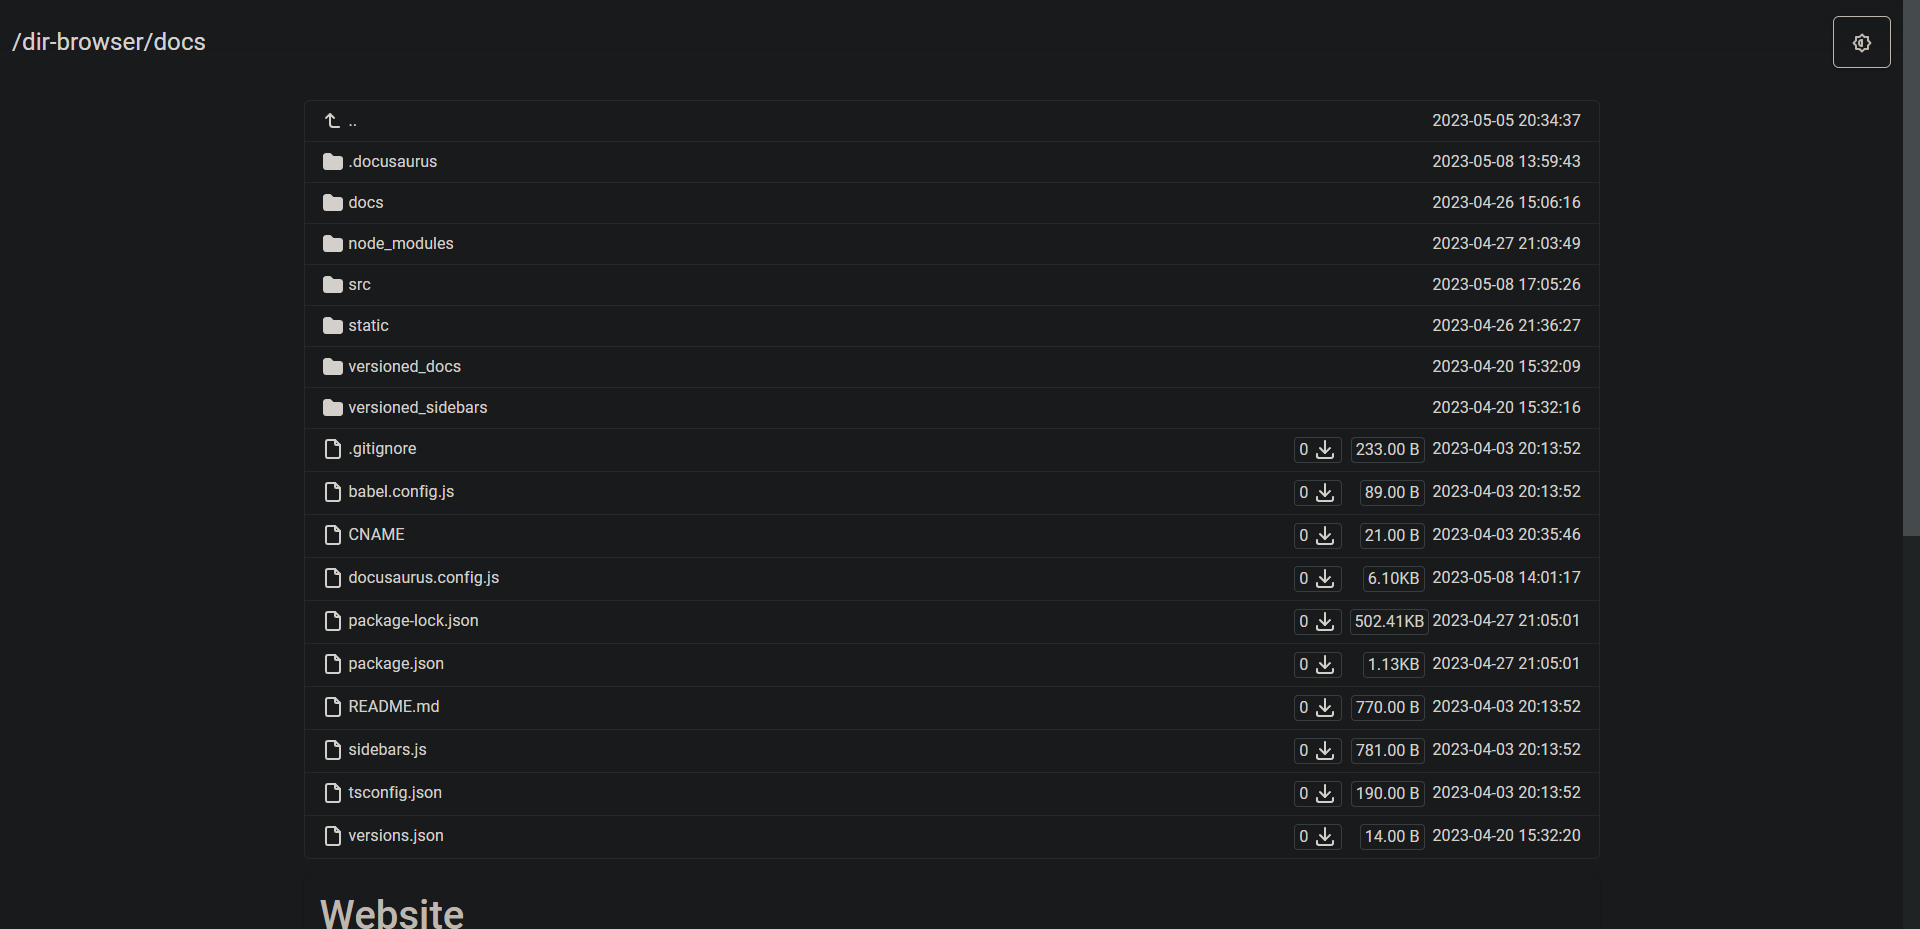 /dir-browser/docs
.. 2023-05-05 20:34:37
.docusaurus 2023-05-08 13:59:43
docs 2023-04-26 15:06:16
node_modules 2023-04-27 21:03:49
src 2023-05-08 17:05:26
static 2023-04-26 21:36:27
versioned_docs 2023-04-20 15:32:09
versioned_sidebars 2023-04-20 15:32:16
.gitignore 0 233.00 B 2023-04-03 20:13:52
babel.config.js 0 89.00 B 2023-04-03 20:13:52
CNAME 0 21.00 B 2023-04-03 20:35:46
docusaurus.config.js 0 6.10KB 2023-05-08 14:01:17
package-lock.json 0 502.41KB 2023-04-27 21:05:01
package.json 0 1.13KB 2023-04-27 21:05:01
README.md 0 770.00 B 2023-04-03 20:13:52
sidebars.js 0 781.00 B 2023-04-03 20:13:52
tsconfig.json 0 190.00 B 2023-04-03 20:13:52
versions.json 0 14.00 B 2023-04-20 15:32:20
Website